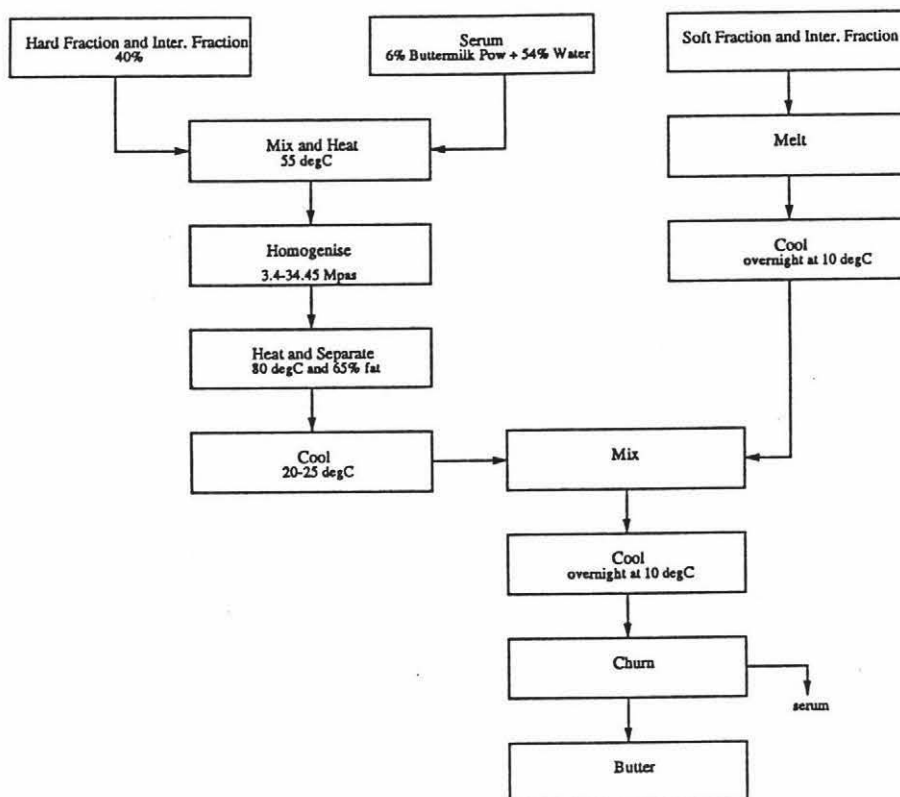 Hard Fraction and Inter. Fraction
40%
Serum
6% Buttermilk Pow + 54% Water
Soft Fraction and Inter. Fraction
Mix and Heat
55 degC
Melt
Homogenise
3.4-34.45 Mpas
Cool
overnight at 10 degC
Heat and Separate
80 degC and 65% fat
Cool
20-25 degC
Mix
Cool
overnight at 10 degC
Churn
serum
Butter